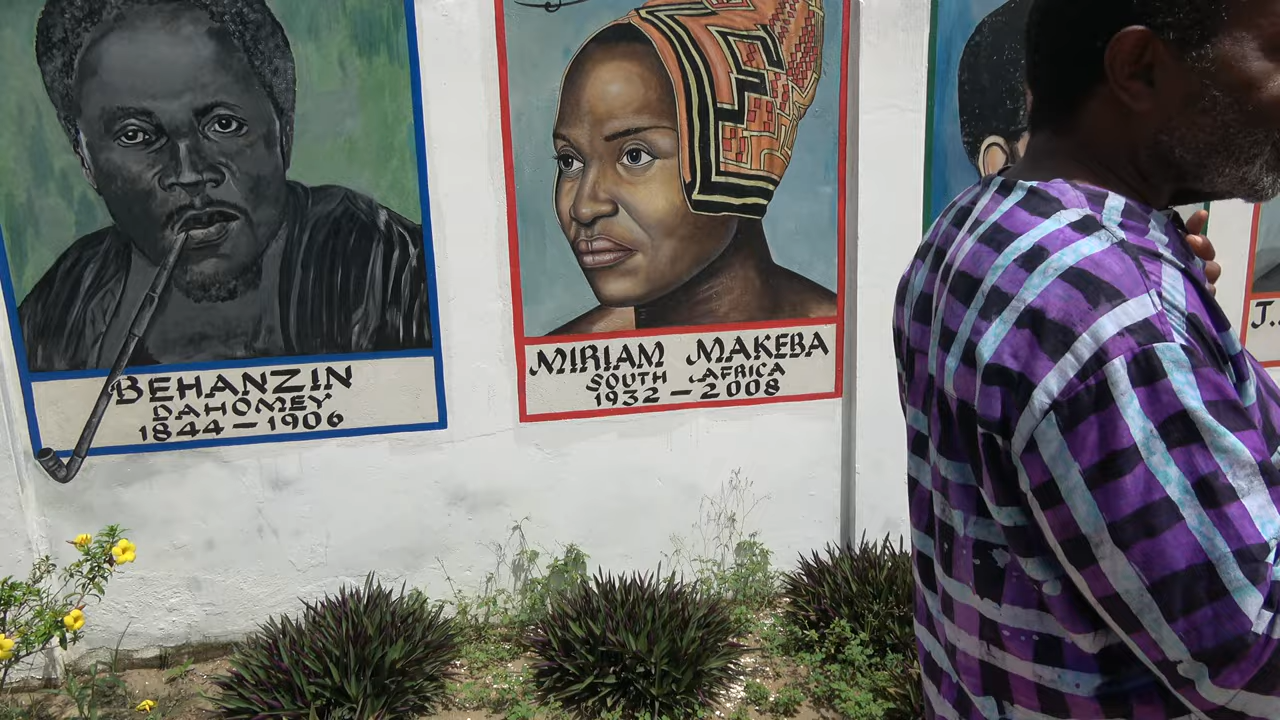 BEHANZIN
DAHOMEY
1844-1906
MIRIAM MAKEBA
SOUTH AFRICA
1932-2008
J.